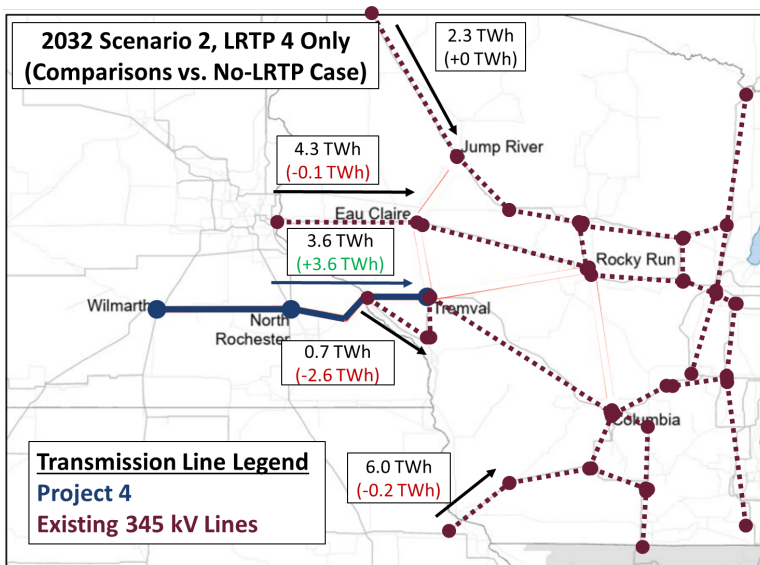 2032 Scenario 2, LRTP 4 Only
(Comparisons vs. No-LRTP Case)
2.3 TWh
(+0 TWh)
Jump River
4.3 TWh
(-0.1 TWh)
Eau Claire
3.6 TWh
(+3.6 TWh)
Rocky Run
Wilmarth
North
Rochester
Tremval
0.7 TWh
(-2.6 TWh)
Columbia
6.0 TWh
(-0.2 TWh)
Transmission Line Legend
Project 4
Existing 345 kV Lines